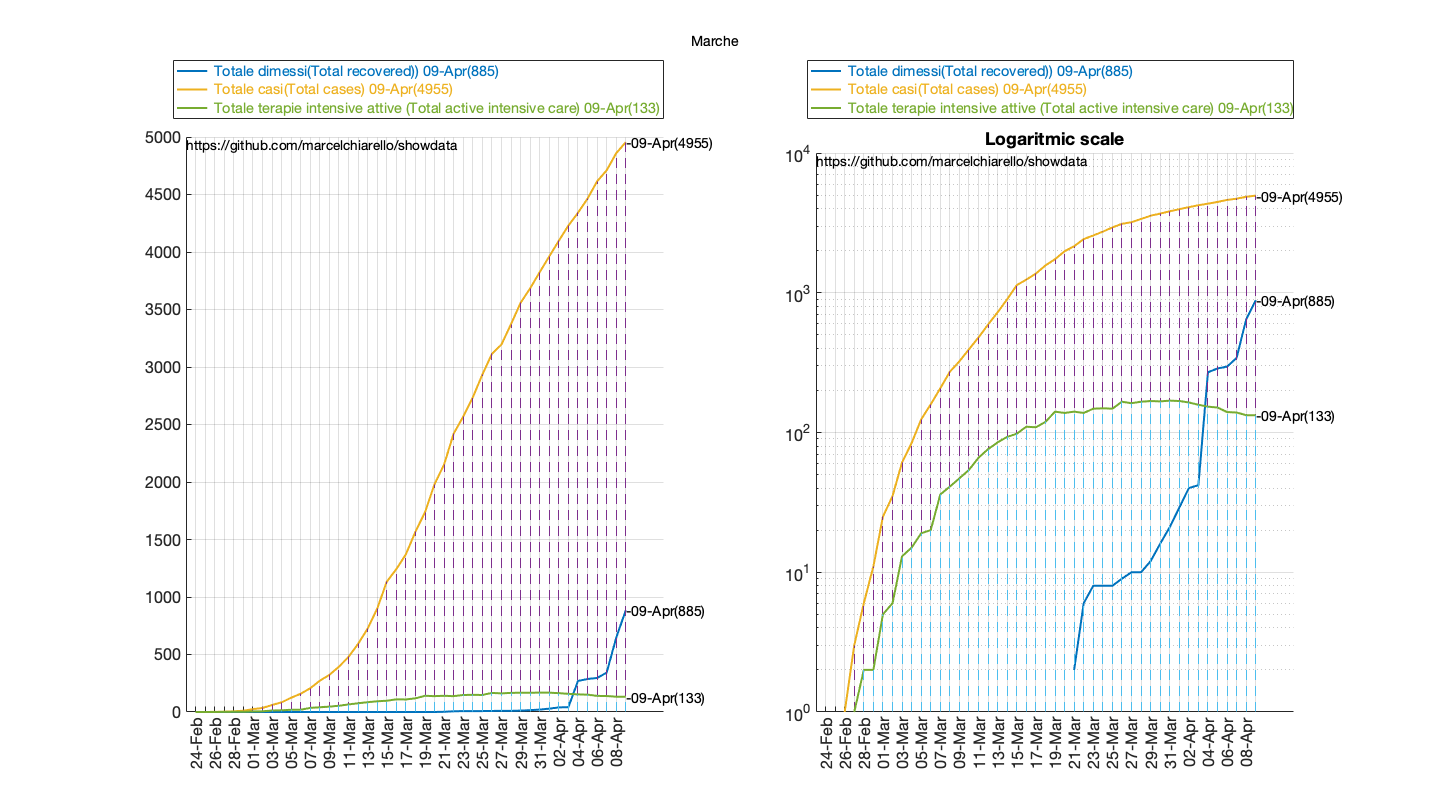 Marche
Totale dimessi(Total recovered)) 09-Apr(885)
Totale casi(Total cases) 09-Apr(4955)
Totale terapie intensive attive (Total active intensive care) 09-Apr(133)
https://github.com/marcelchiarello/showdata
5000
4500
4000
3500
3000
2500
2000
1500
1000
500
0
-09-Apr(4955)
-09-Apr(885)
-09-Apr(133)
24-Feb
26-Feb
28-Feb
01-Mar
03-Mar
05-Mar
07-Mar
09-Mar
11-Mar
13-Mar
15-Mar
17-Mar
19-Mar
21-Mar
23-Mar
25-Mar
27-Mar
29-Mar
31-Mar
02-Apr
04-Apr
06-Apr
08-Apr
Totale dimessi(Total recovered)) 09-Apr(885)
Totale casi(Total cases) 09-Apr(4955)
Totale terapie intensive attive (Total active intensive care) 09-Apr(133)
Logaritmic scale
https://github.com/marcelchiarello/showdata
10^4
10^3
10^2
10^1
10^0
-09-Apr(4955)
-09-Apr(885)
-09-Apr(133)
24-Feb
26-Feb
28-Feb
01-Mar
03-Mar
05-Mar
07-Mar
09-Mar
11-Mar
13-Mar
15-Mar
17-Mar
19-Mar
21-Mar
23-Mar
25-Mar
27-Mar
29-Mar
31-Mar
02-Apr
04-Apr
06-Apr
08-Apr